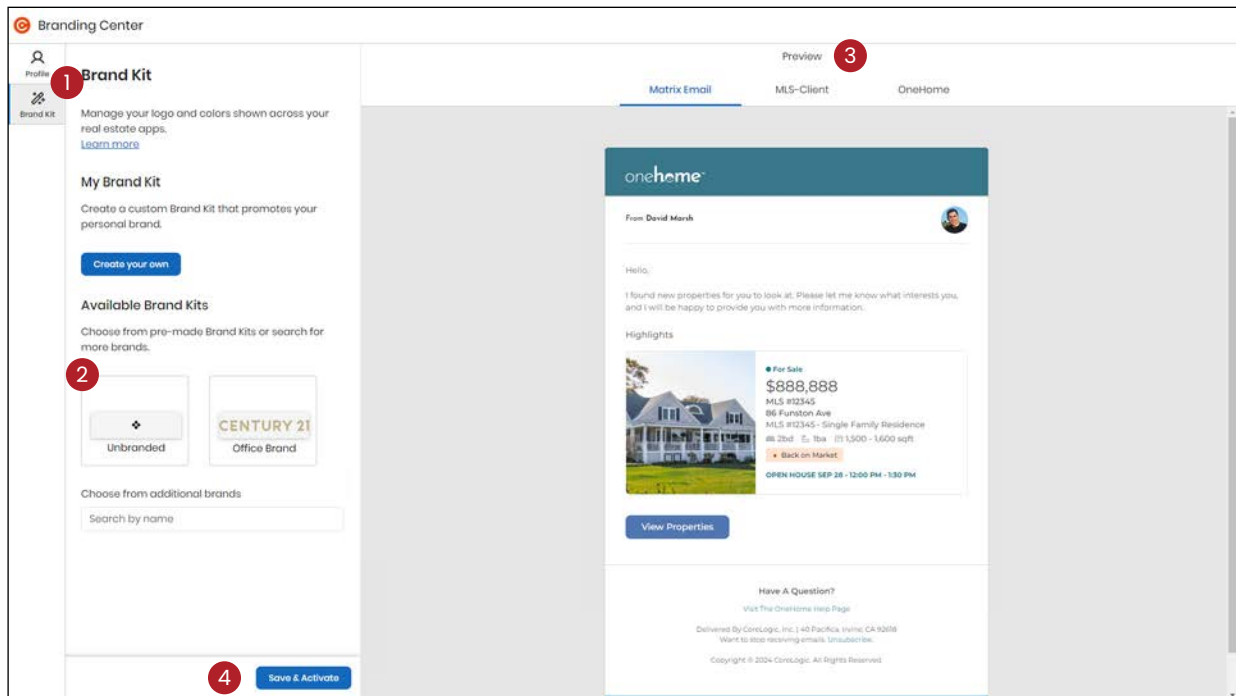 Branding Center
Profile
1
Brand Kit
Brand Kit
Manage your logo and colors shown across your
real estate apps.
Learn more
My Brand Kit
Create a custom Brand Kit that promotes your
personal brand.
Create your own
Available Brand Kits
Choose from pre-made Brand Kits or search for
more brands.
2
Unbranded
CENTURY 21
Office Brand
Choose from additional brands
Search by name
4
Save & Activate
Preview
3
Matrix Email
MLS-Client
OneHome
onehome
From David Marsh
Hello,
I found new properties for you to look at. Please let me know what interests you,
and I will be happy to provide you with more information.
Highlights
For Sale
$888,888
MLS #12345
86 Funston Ave
MLS #12345 - Single Family Residence
2bd 1ba 1,500 - 1,600 sqft
Back on Market
OPEN HOUSE SEP 28 - 12:00 PM - 1:30 PM
View Properties
Have A Question?
Visit The OneHome Help Page
Delivered By CoreLogic, Inc. | 40 Pacifica, Irvine, CA 92618
Want to stop receiving emails. Unsubscribe.
Copyright © 2024 CoreLogic. All Rights Reserved.